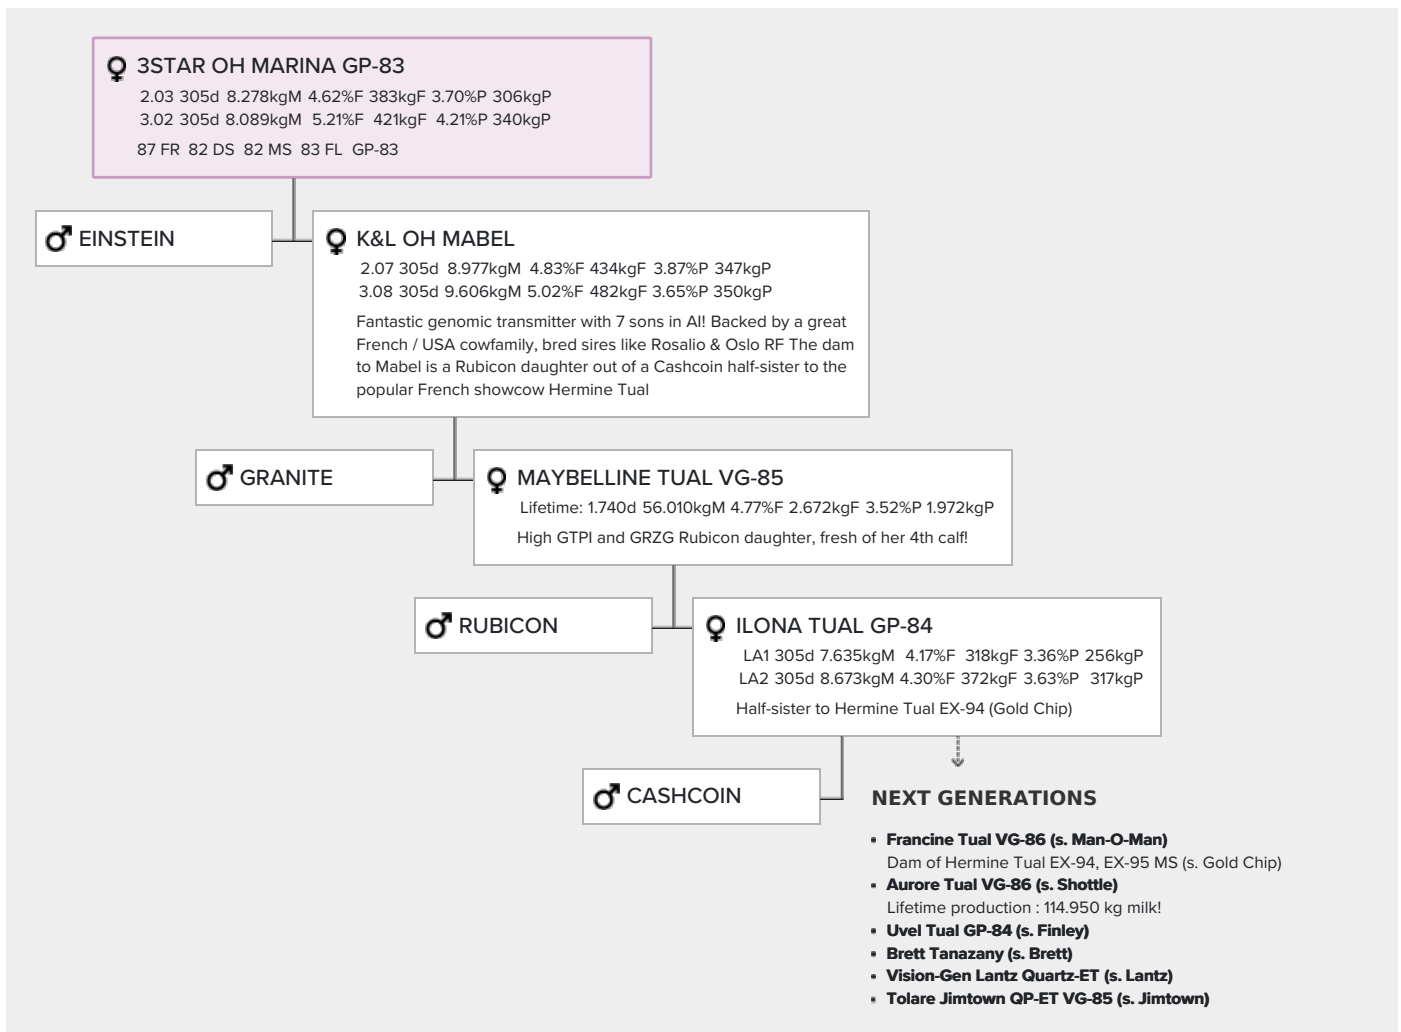 3STAR OH MARINA GP-83
2.03 305d 8.278kgM 4.62%F 383kgF 3.70%P 306kgP
3.02 305d 8.089kgM 5.21%F 421kgF 4.21%P 340kgP
87 FR 82 DS 82 MS 83 FL GP-83
EINSTEIN
K&L OH MABEL
2.07 305d 8.977kgM 4.83%F 434kgF 3.87%P 347kgP
3.08 305d 9.606kgM 5.02%F 482kgF 3.65%P 350kgP
Fantastic genomic transmitter with 7 sons in AI! Backed by a great
French / USA cowfamily, bred sires like Rosalio & Oslo RF The dam
to Mabel is a Rubicon daughter out of a Cashcoin half-sister to the
popular French showcow Hermine Tual
GRANITE
MAYBELLINE TUAL VG-85
Lifetime: 1.740d 56.010kgM 4.77%F 2.672kgF 3.52%P 1.972kgP
High GTPI and GRZG Rubicon daughter, fresh of her 4th calf!
RUBICON
ILONA TUAL GP-84
LA1 305d 7.635kgM 4.17%F 318kgF 3.36%P 256kgP
LA2 305d 8.673kgM 4.30%F 372kgF 3.63%P 317kgP
Half-sister to Hermine Tual EX-94 (Gold Chip)
CASHCOIN
NEXT GENERATIONS
• Francine Tual VG-86 (s. Man-O-Man)
Dam of Hermine Tual EX-94, EX-95 MS (s. Gold Chip)
• Aurore Tual VG-86 (s. Shottle)
Lifetime production : 114.950 kg milk!
• Uvel Tual GP-84 (s. Finley)
• Brett Tanazany (s. Brett)
• Vision-Gen Lantz Quartz-ET (s. Lantz)
• Tolare Jimtown QP-ET VG-85 (s. Jimtown)